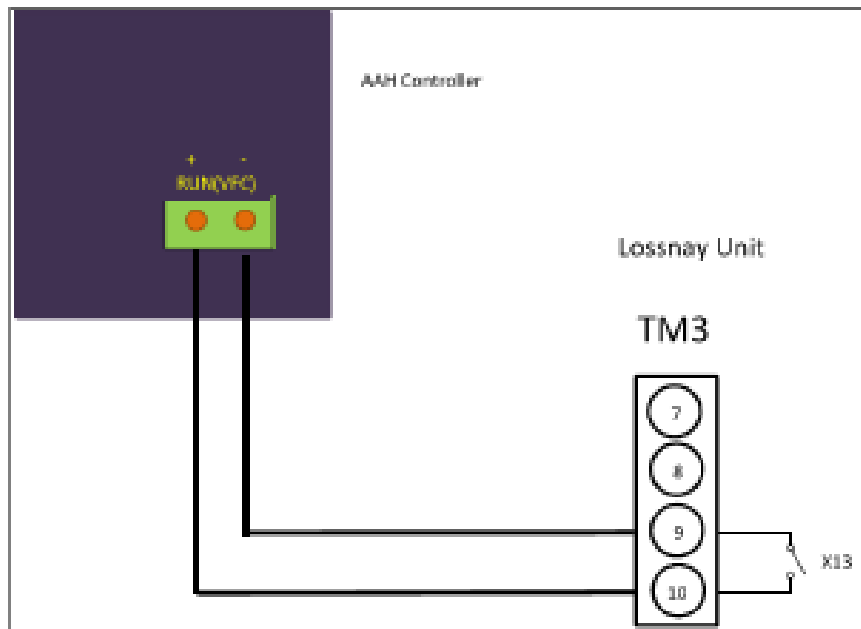 AAH Controller
+ -
RUN(VFC)
Lossnay Unit
TM3
7
8
9
X13
10